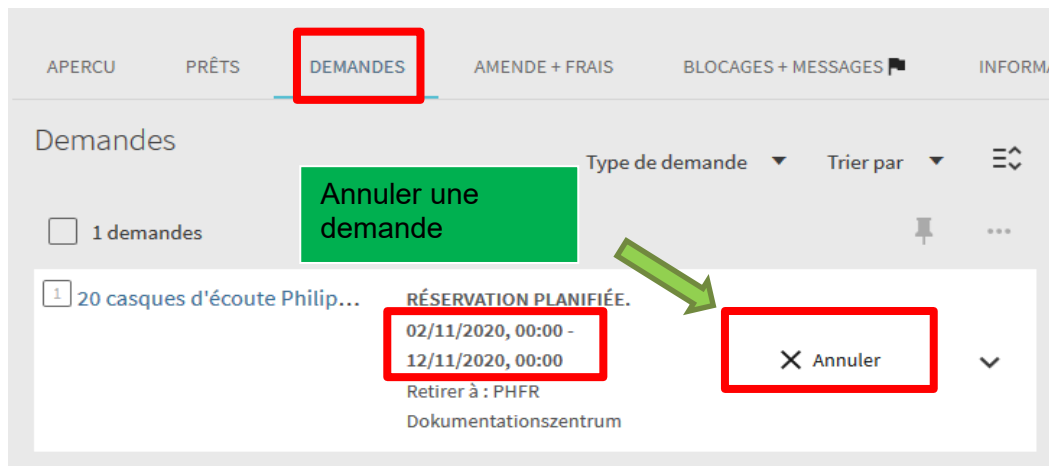 APERCU PRÊTS DEMANDES AMENDE + FRAIS BLOCAGES + MESSAGES INFORMA
Demandes
Type de demande Trier par
Annuler une
demande
1 demandes
1 20 casques d'écoute Philip... RÉSERVATION PLANIFIÉE.
02/11/2020, 00:00 -
12/11/2020, 00:00
Annuler
Retirer à : PHFR
Dokumentationszentrum